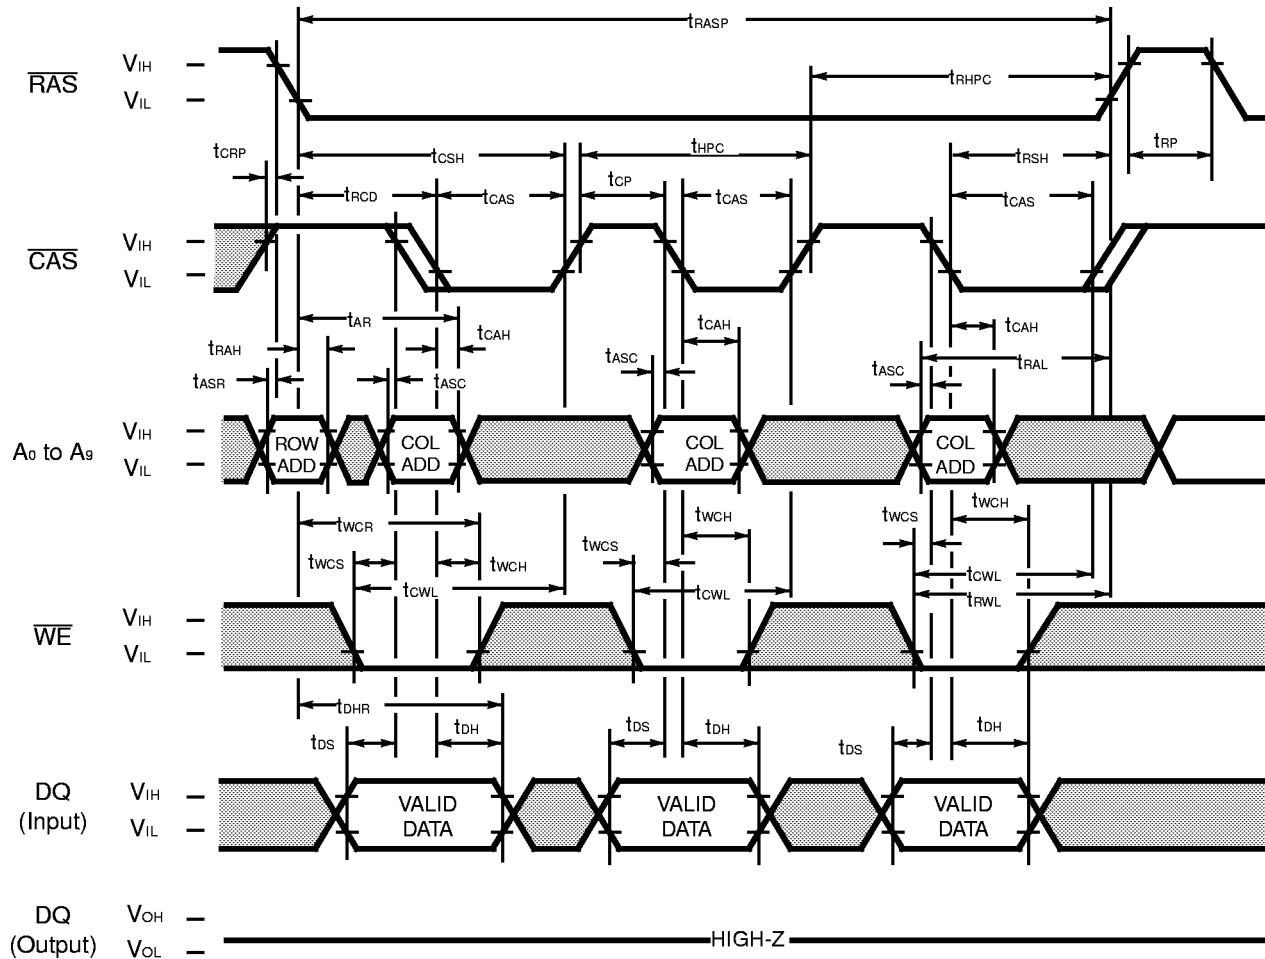 tRASP
VIH
RAS
VIL
tRHPC
tCRP
tCSH
tHPC
tRSH
tRP
tRCD
tCAS
tCP
tCAS
tCAS
VIH
CAS
VIL
tAR
tCAH
tCAH
tCAH
tRAH
tASC
tRAL
tASR
tASC
tASC
A0 to A9
VIH
VIL
ROW ADD
COL ADD
COL ADD
COL ADD
tWCR
tWCH
tWCS
tWCH
tWCS
tWCH
tWCS
tCWL
tCWL
tCWL
tRWL
VIH
WE
VIL
tDHR
tDS
tDH
tDS
tDH
tDS
tDH
DQ
(Input)
VIH
VIL
VALID DATA
VALID DATA
VALID DATA
DQ
(Output)
VOH
VOL
HIGH-Z